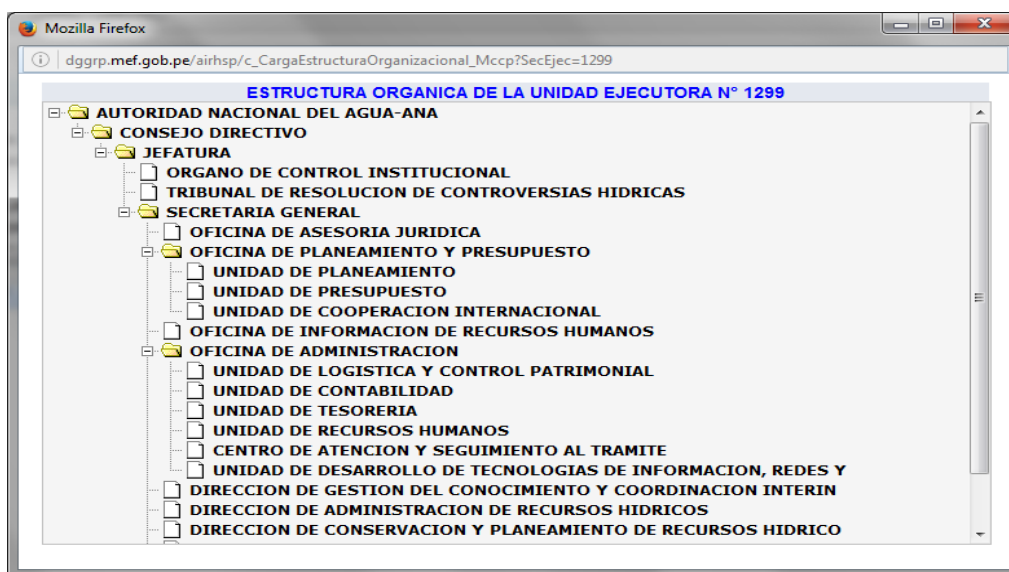 Mozilla Firefox
dggrp.mef.gob.pe/airhsp/c_CargaEstructuraOrganizacional_Mccp?SecEjec=1299
ESTRUCTURA ORGANICA DE LA UNIDAD EJECUTORA N° 1299
AUTORIDAD NACIONAL DEL AGUA-ANA
CONSEJO DIRECTIVO
JEFATURA
ORGANO DE CONTROL INSTITUCIONAL
TRIBUNAL DE RESOLUCION DE CONTROVERSIAS HIDRICAS
SECRETARIA GENERAL
OFICINA DE ASESORIA JURIDICA
OFICINA DE PLANEAMIENTO Y PRESUPUESTO
UNIDAD DE PLANEAMIENTO
UNIDAD DE PRESUPUESTO
UNIDAD DE COOPERACION INTERNACIONAL
OFICINA DE INFORMACION DE RECURSOS HUMANOS
OFICINA DE ADMINISTRACION
UNIDAD DE LOGISTICA Y CONTROL PATRIMONIAL
UNIDAD DE CONTABILIDAD
UNIDAD DE TESORERIA
UNIDAD DE RECURSOS HUMANOS
CENTRO DE ATENCION Y SEGUIMIENTO AL TRAMITE
UNIDAD DE DESARROLLO DE TECNOLOGIAS DE INFORMACION, REDES Y
DIRECCION DE GESTION DEL CONOCIMIENTO Y COORDINACION INTERIN
DIRECCION DE ADMINISTRACION DE RECURSOS HIDRICOS
DIRECCION DE CONSERVACION Y PLANEAMIENTO DE RECURSOS HIDRICO